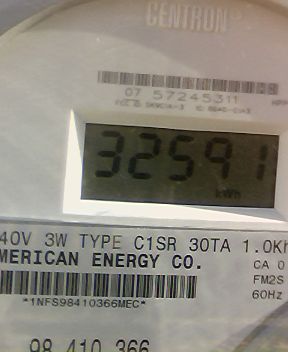 CENTRON®
07 57245311
32591
kWh
40V 3W TYPE C1SR 30TA 1.0Kh
MERICAN ENERGY CO.
CA 0
FM2S
60Hz
*1NFS98410366MEC*
98 410 366